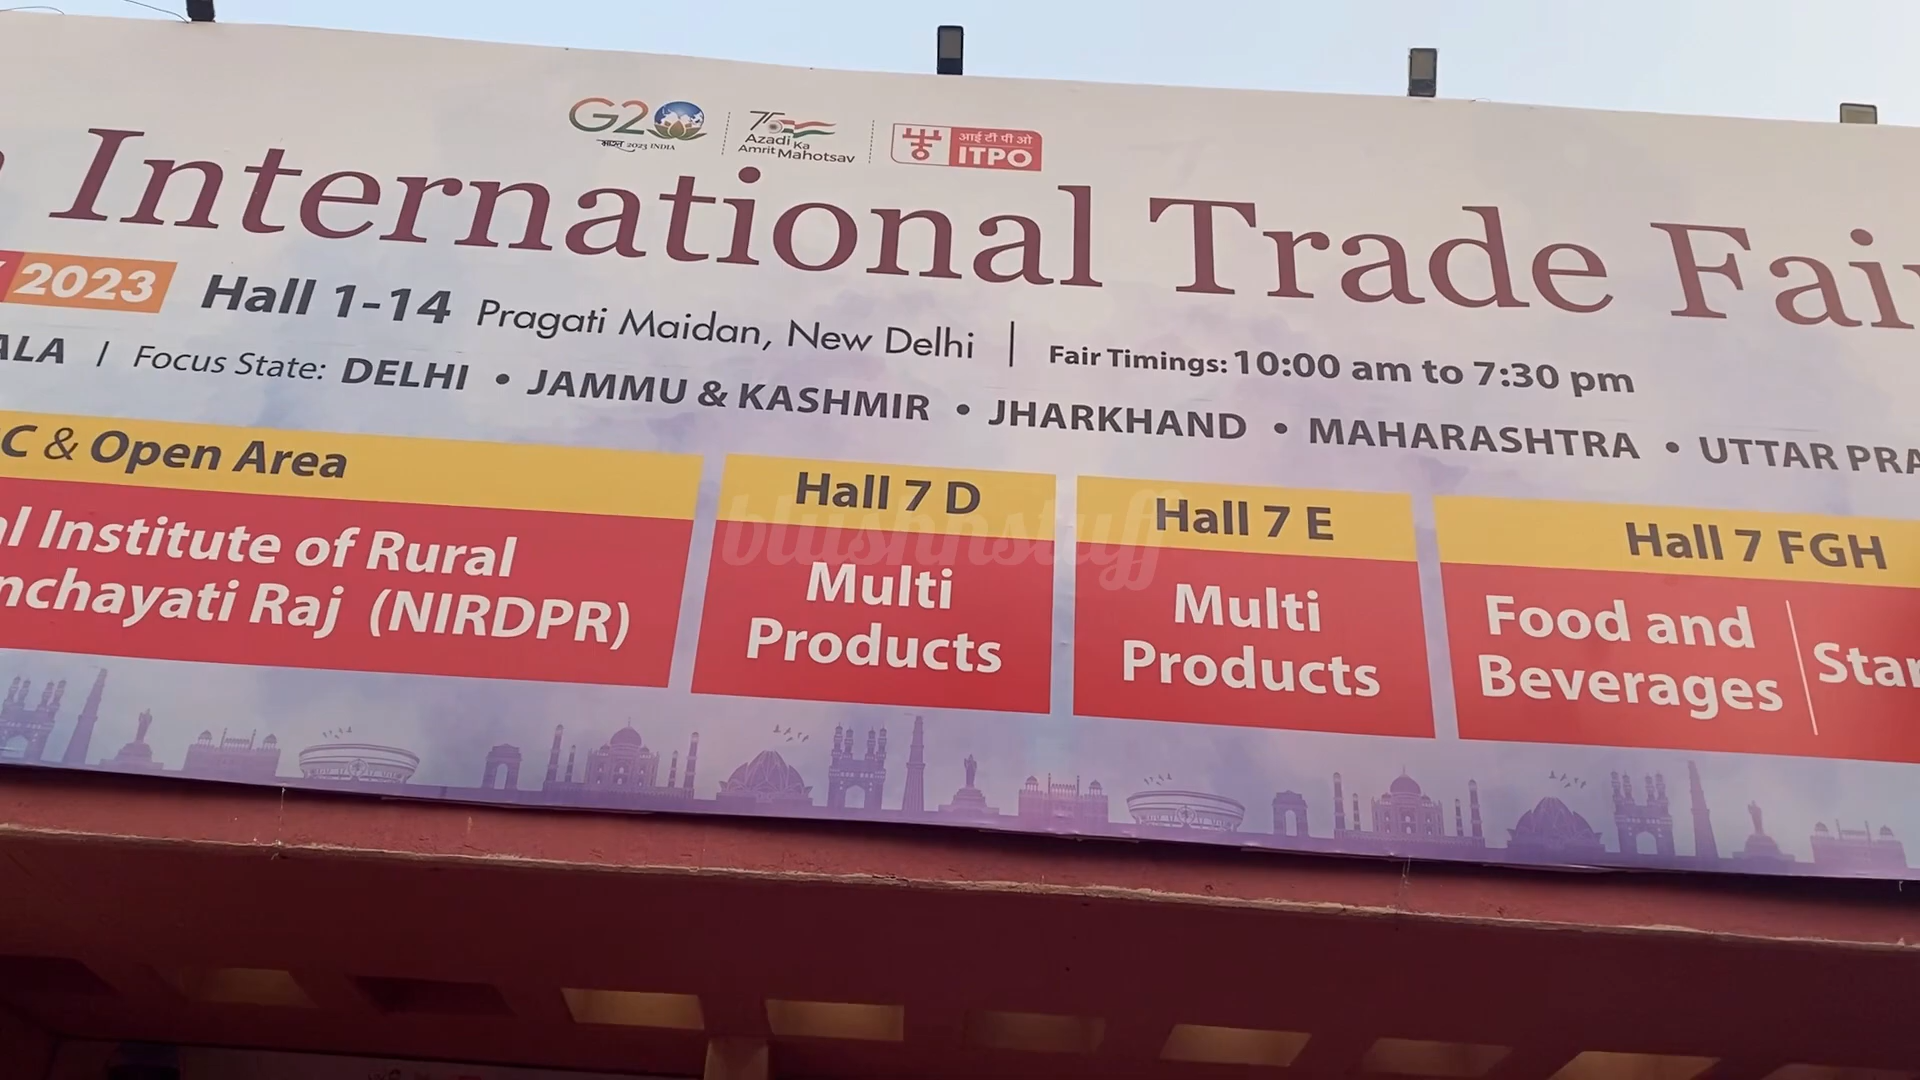 G20
भारत 2023 INDIA
75
Azadi Ka
Amrit Mahotsav
आई टी पी ओ
ITPO
International Trade Fai
2023 Hall 1-14 Pragati Maidan, New Delhi | Fair Timings: 10:00 am to 7:30 pm
ALA / Focus State: DELHI • JAMMU & KASHMIR • JHARKHAND • MAHARASHTRA • UTTAR PRA
C & Open Area
al Institute of Rural
nchayati Raj (NIRDPR)
Hall 7 D
Multi
Products
Hall 7 E
Multi
Products
Hall 7 FGH
Food and
Beverages
Star
blushnstuff